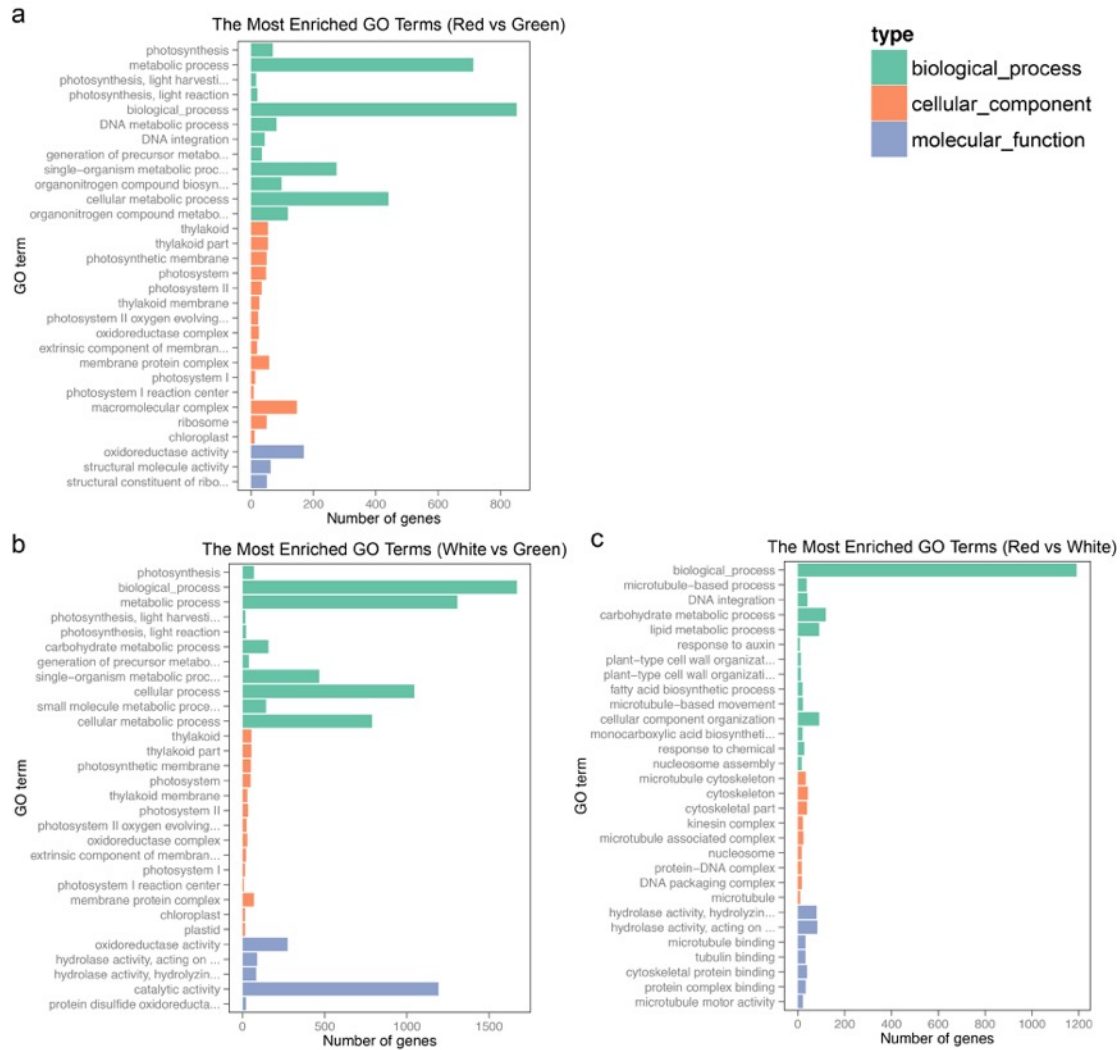 a
The Most Enriched GO Terms (Red vs Green)
photosynthesis
metabolic process
photosynthesis, light harvesti...
photosynthesis, light reaction
biological_process
DNA metabolic process
DNA integration
generation of precursor metabo...
single-organism metabolic proc...
organonitrogen compound biosyn...
cellular metabolic process
organonitrogen compound metabo...
thylakoid
thylakoid part
photosynthetic membrane
photosystem
photosystem II
thylakoid membrane
photosystem II oxygen evolving...
oxidoreductase complex
extrinsic component of membran...
membrane protein complex
photosystem I
photosystem I reaction center
macromolecular complex
ribosome
chloroplast
oxidoreductase activity
structural molecule activity
structural constituent of ribo...
GO term
0 200 400 600 800
Number of genes
type
biological_process
cellular_component
molecular_function
b
The Most Enriched GO Terms (White vs Green)
photosynthesis
biological_process
metabolic process
photosynthesis, light harvesti...
photosynthesis, light reaction
carbohydrate metabolic process
generation of precursor metabo...
single-organism metabolic proc...
cellular process
small molecule metabolic proce...
cellular metabolic process
thylakoid
thylakoid part
photosynthetic membrane
photosystem
thylakoid membrane
photosystem II
photosystem II oxygen evolving...
oxidoreductase complex
extrinsic component of membran...
photosystem I
photosystem I reaction center
membrane protein complex
chloroplast
plastid
oxidoreductase activity
hydrolase activity, acting on ...
hydrolase activity, hydrolyzin...
catalytic activity
protein disulfide oxidoreducta...
GO term
0 500 1000 1500
Number of genes
c
The Most Enriched GO Terms (Red vs White)
biological_process
microtubule-based process
DNA integration
carbohydrate metabolic process
lipid metabolic process
response to auxin
plant-type cell wall organizat...
plant-type cell wall organizati...
fatty acid biosynthetic process
microtubule-based movement
cellular component organization
monocarboxylic acid biosyntheti...
response to chemical
nucleosome assembly
microtubule cytoskeleton
cytoskeleton
cytoskeletal part
kinesin complex
microtubule associated complex
nucleosome
protein-DNA complex
DNA packaging complex
microtubule
hydrolase activity, hydrolyzin...
hydrolase activity, acting on ...
microtubule binding
tubulin binding
cytoskeletal protein binding
protein complex binding
microtubule motor activity
GO term
0 200 400 600 800 1000 1200
Number of genes